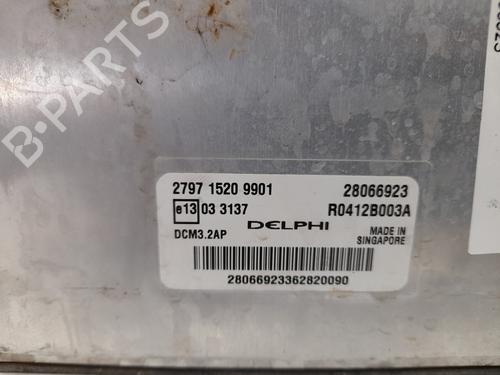 B-PARTS
2797 1520 9901 28066923
e13 03 3137 R0412B003A
DCM3.2AP DELPHI MADE IN
SINGAPORE
28066923362820090